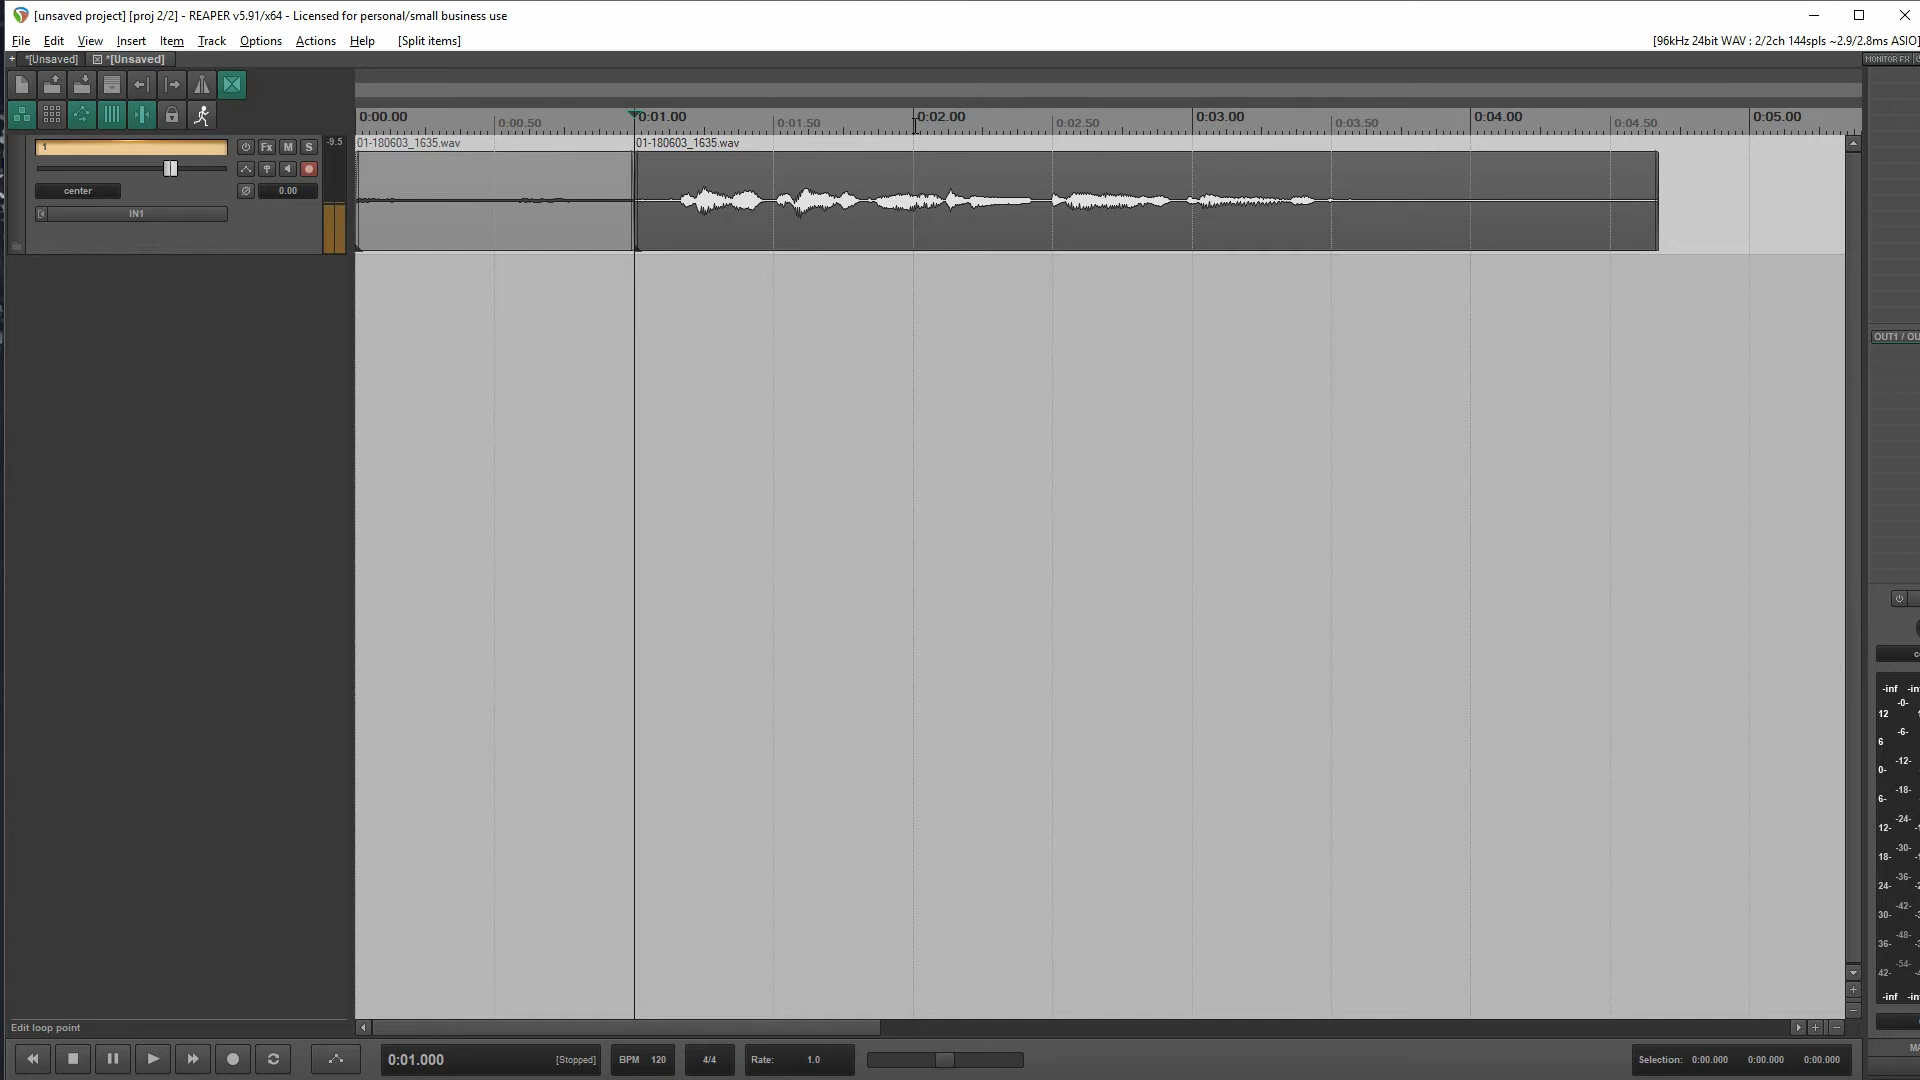 [unsaved project] [proj 2/2] - REAPER v5.91/x64 - Licensed for personal/small business use
File Edit View Insert Item Track Options Actions Help [Split items]
[96kHz 24bit WAV : 2/2ch 144spls ~2.9/2.8ms ASIO]
+ *[Unsaved] *[Unsaved]
MONITOR FX
0:00.00 0:00.50 0:01.00 0:01.50 0:02.00 0:02.50 0:03.00 0:03.50 0:04.00 0:04.50 0:05.00
1 Fx M S -9.5
01-180603_1635.wav 01-180603_1635.wav
center 0.00
IN1
OUT1 / OU
-inf -in
-0-
12
-6-
6
-12-
0-
-18-
6-
-24-
12-
-30-
18-
-36-
24-
-42-
30-
-48-
36-
-54-
42-
-inf -in
Edit loop point
0:01.000 [Stopped] BPM 120 4/4 Rate: 1.0
Selection: 0:00.000 0:00.000 0:00.000
MA